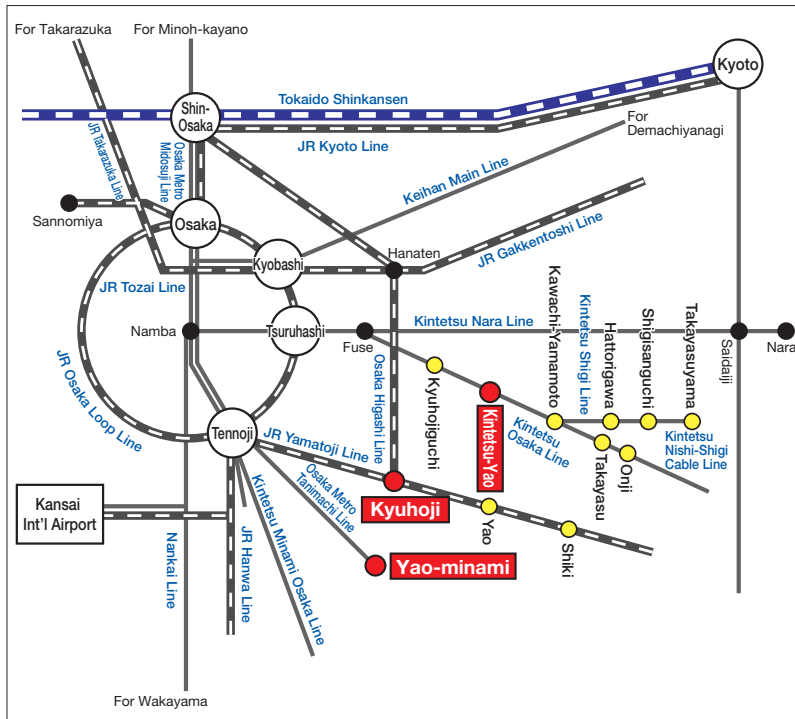 For Takarazuka
For Minoh-kayano
Kyoto
Tokaido Shinkansen
Shin-
Osaka
JR Kyoto Line
For
Demachiyanagi
JR Takarazuka Line
Osaka Metro
Midosuji Line
Keihan Main Line
Sannomiya
Osaka
Kyobashi
Hanaten
JR Gakkentoshi Line
JR Tozai Line
Namba
Tsuruhashi
Fuse
Kintetsu Nara Line
Saidaiji
Nara
Kawachi-Yamamoto
Kintetsu
Shigi Line
Hattorigawa
Shigisanguchi
Takayasuyama
JR Osaka Loop Line
Osaka Higashi Line
Kyuhojiguchi
Kintetsu-Yao
Kintetsu
Osaka Line
Takayasu
Onji
Kintetsu
Nishi-Shigi
Cable Line
Tennoji
JR Yamatoji Line
Osaka Metro
Tanimachi Line
Kyuhoji
Yao
Shiki
Kansai
Int'l Airport
Nankai Line
JR Hanwa Line
Kintetsu Minami Osaka Line
Yao-minami
For Wakayama